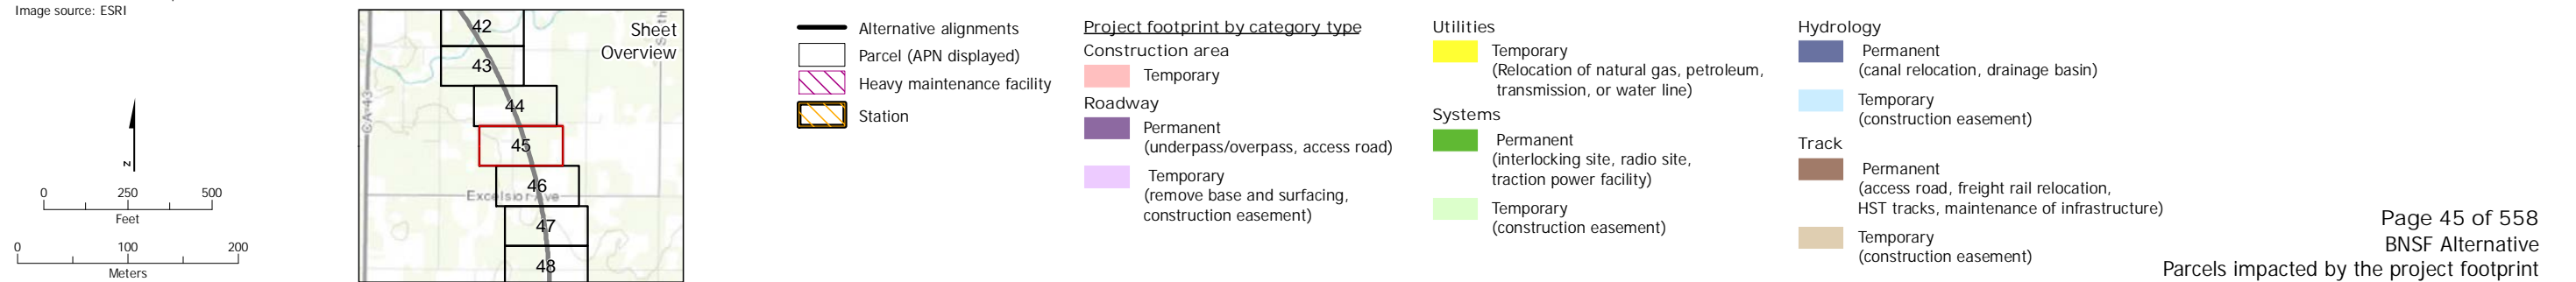 Image source: ESRI
N
0 250 500
Feet
0 100 200
Meters
Sheet
Overview
42
43
44
45
46
47
48
CA-43
Excelsior Ave
Alternative alignments
Parcel (APN displayed)
Heavy maintenance facility
Station
Project footprint by category type
Construction area
Temporary
Roadway
Permanent
(underpass/overpass, access road)
Temporary
(remove base and surfacing,
construction easement)
Utilities
Temporary
(Relocation of natural gas, petroleum,
transmission, or water line)
Systems
Permanent
(interlocking site, radio site,
traction power facility)
Temporary
(construction easement)
Hydrology
Permanent
(canal relocation, drainage basin)
Temporary
(construction easement)
Track
Permanent
(access road, freight rail relocation,
HST tracks, maintenance of infrastructure)
Temporary
(construction easement)
Page 45 of 558
BNSF Alternative
Parcels impacted by the project footprint